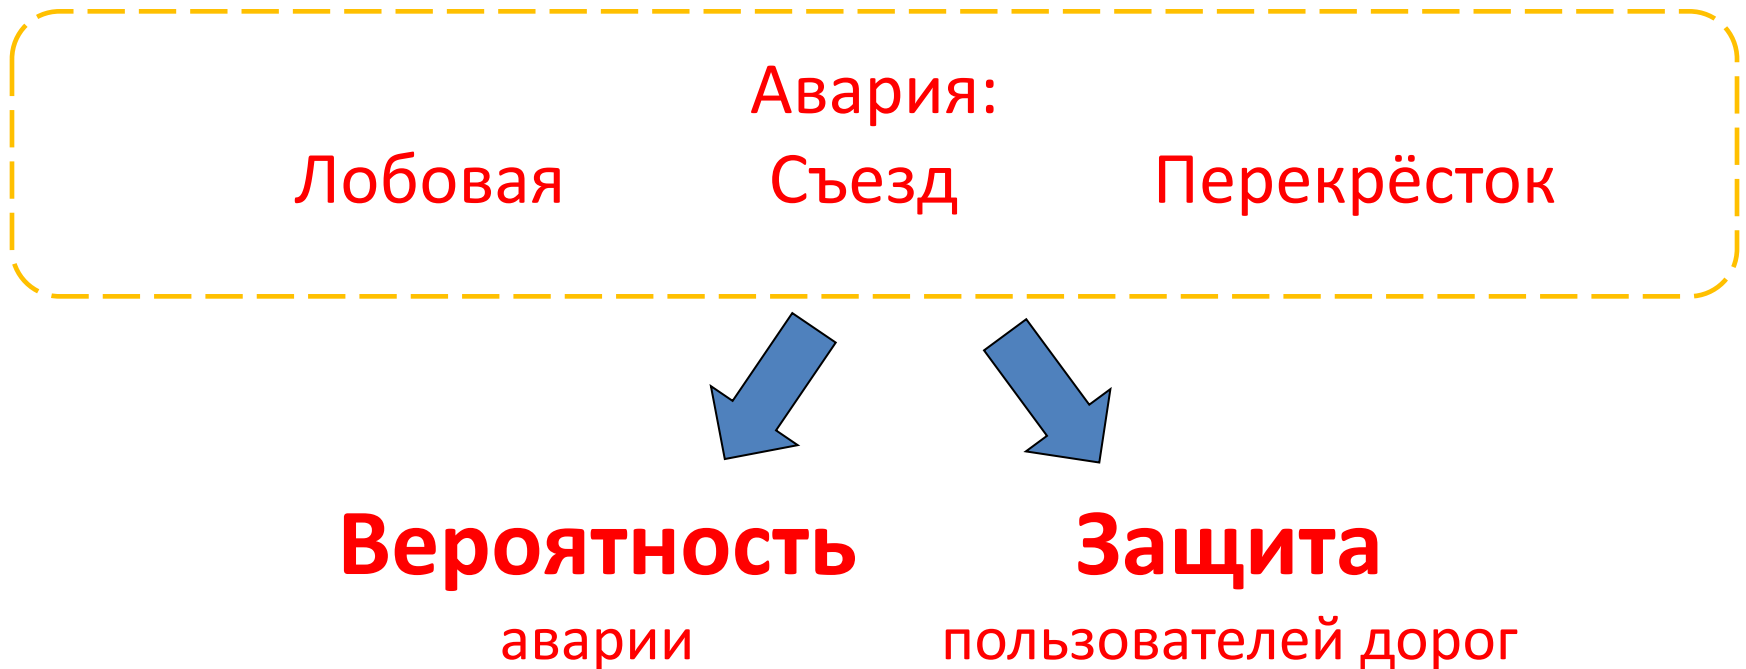 Авария:
Лобовая Съезд Перекрёсток
Вероятность Защита
аварии пользователей дорог